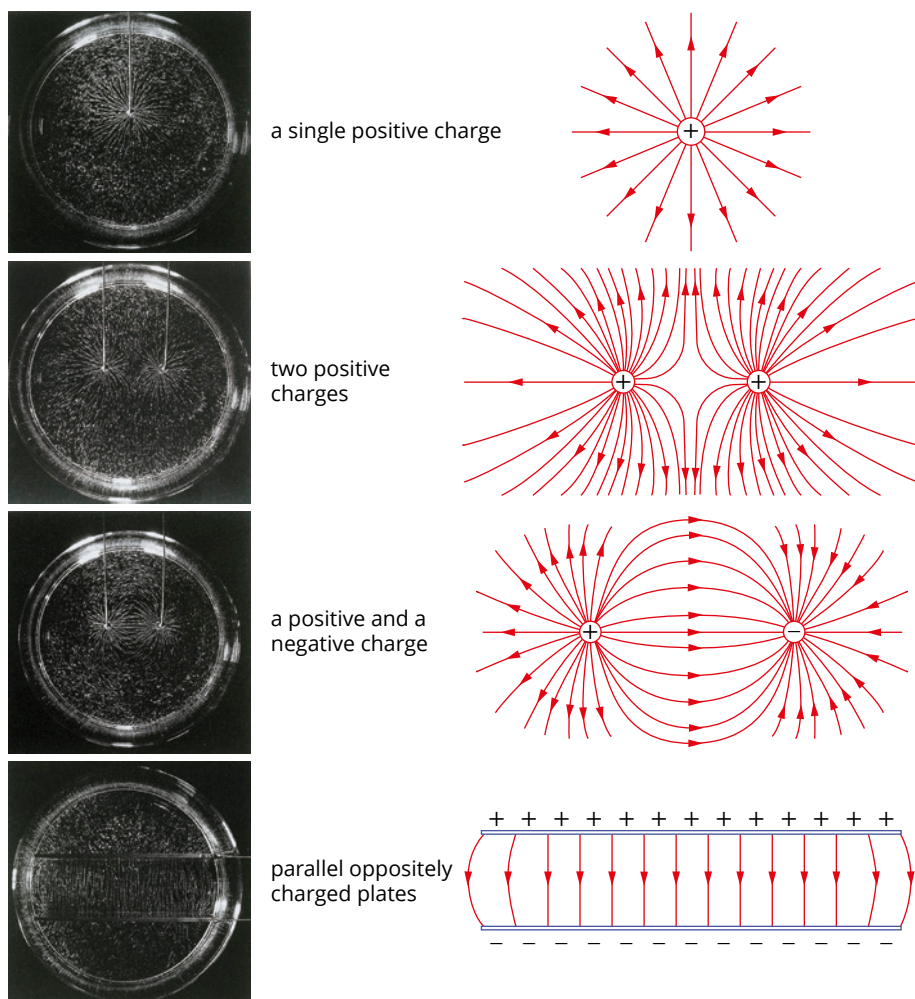 a single positive charge
+
two positive
charges
+ +
a positive and a
negative charge
+ −
+ + + + + + + + + + + + +
parallel oppositely
charged plates
− − − − − − − − − − − − −